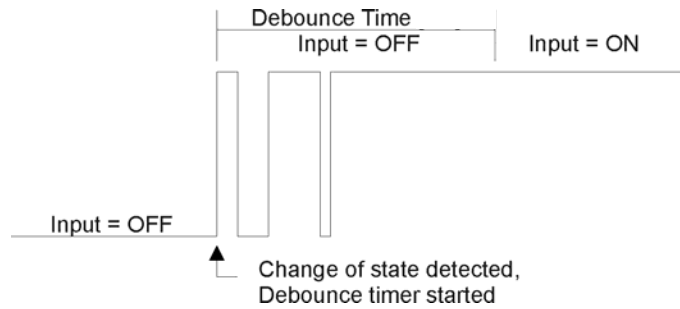 Debounce Time
Input = OFF
Input = ON
Input = OFF
Change of state detected,
Debounce timer started